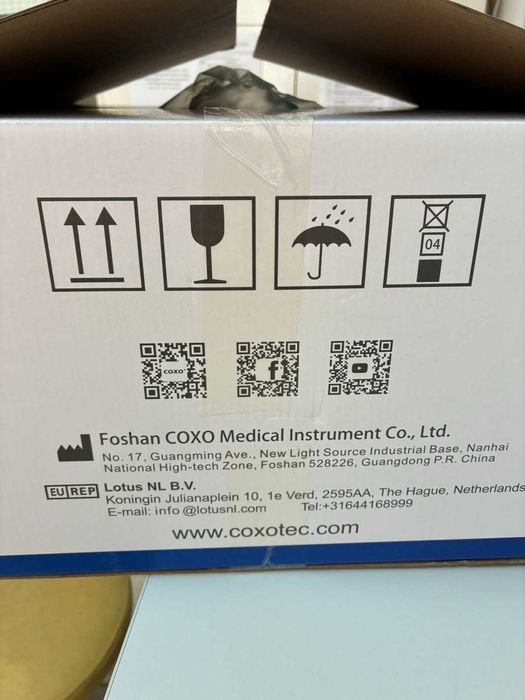 04
COXO
Foshan COXO Medical Instrument Co., Ltd.
No. 17, Guangming Ave., New Light Source Industrial Base, Nanhai
National High-tech Zone, Foshan 528226, Guangdong P.R. China
EU REP Lotus NL B.V.
Koningin Julianaplein 10, 1e Verd, 2595AA, The Hague, Netherlands
E-mail: info @lotusnl.com Tel:+31644168999
www.coxotec.com